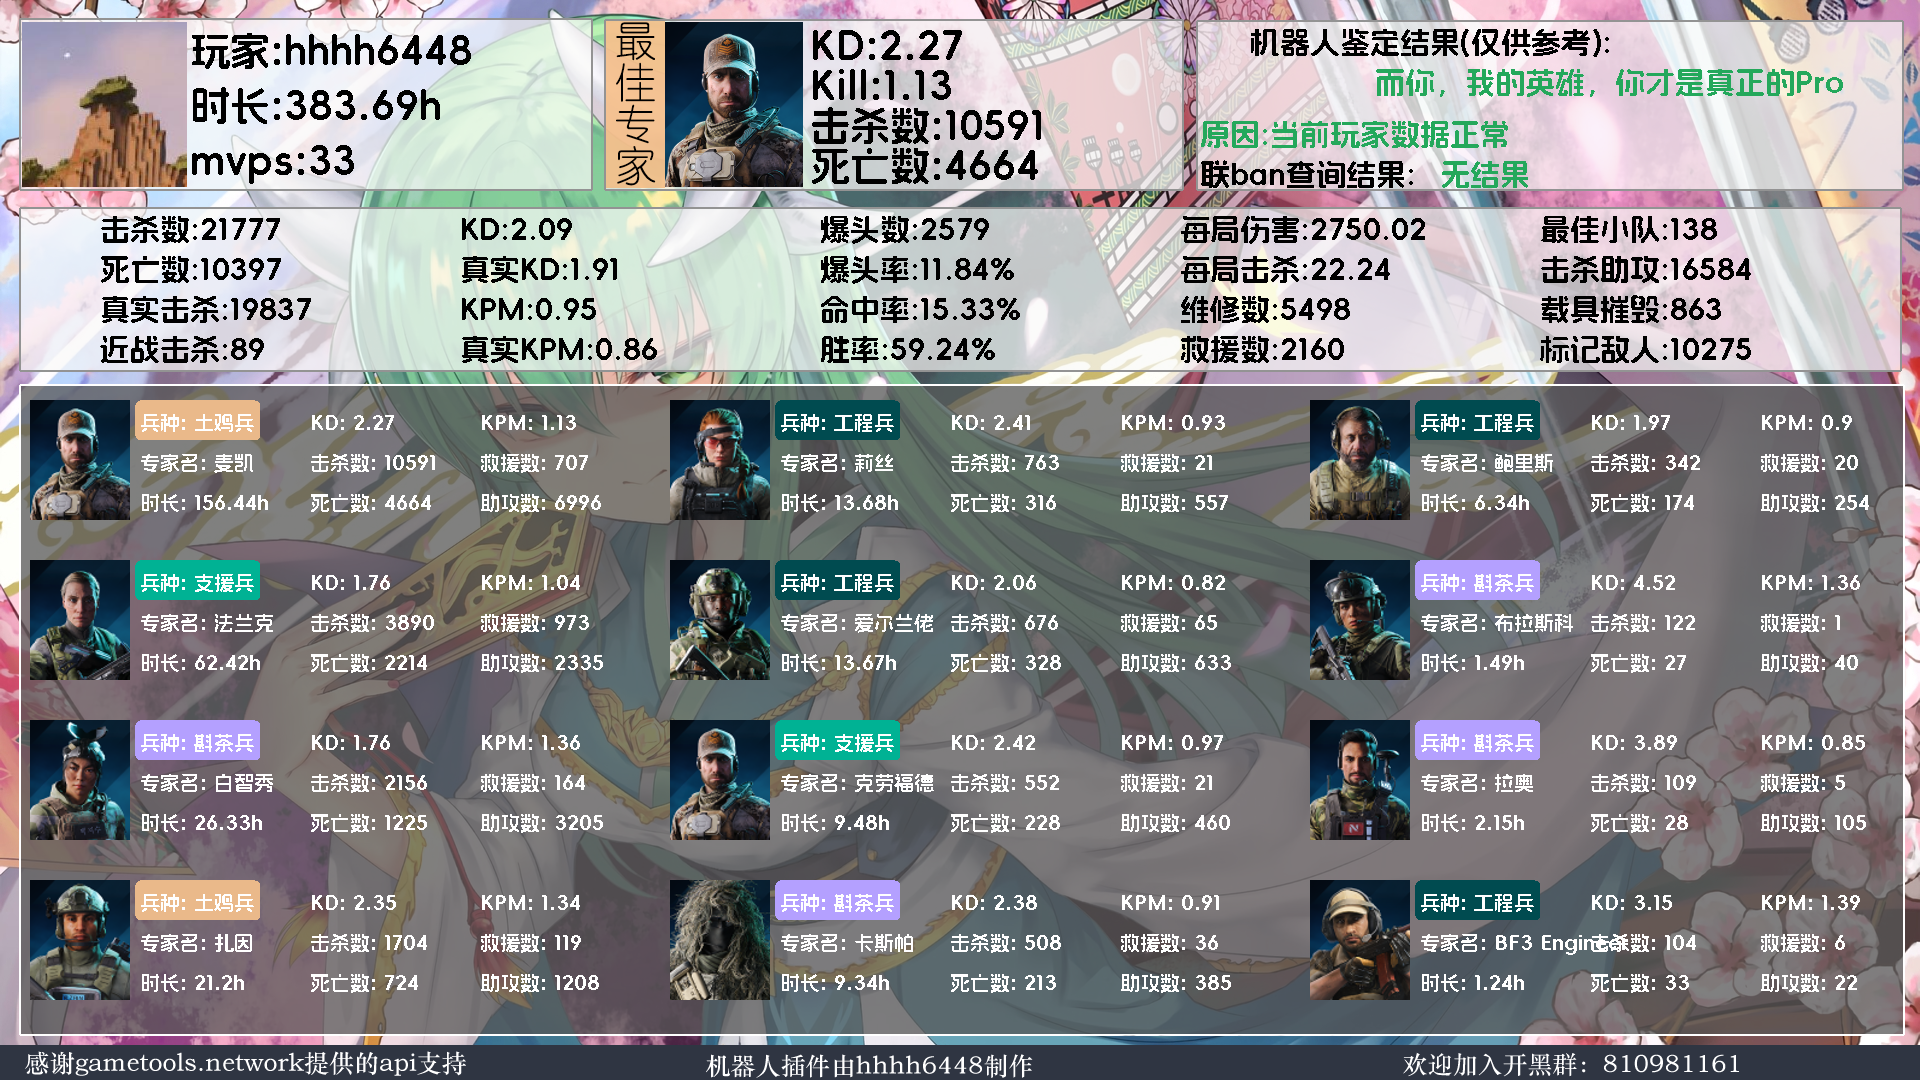 玩家:hhhh6448
时长:383.69h
mvps:33
最佳专家
KD:2.27
Kill:1.13
击杀数:10591
死亡数:4664
机器人鉴定结果(仅供参考):
而你，我的英雄，你才是真正的Pro
原因:当前玩家数据正常
联ban查询结果: 无结果
击杀数:21777 KD:2.09 爆头数:2579 每局伤害:2750.02 最佳小队:138
死亡数:10397 真实KD:1.91 爆头率:11.84% 每局击杀:22.24 击杀助攻:16584
真实击杀:19837 KPM:0.95 命中率:15.33% 维修数:5498 载具摧毁:863
近战击杀:89 真实KPM:0.86 胜率:59.24% 救援数:2160 标记敌人:10275
兵种: 土鸡兵 KD: 2.27 KPM: 1.13
专家名: 麦凯 击杀数: 10591 救援数: 707
时长: 156.44h 死亡数: 4664 助攻数: 6996
兵种: 工程兵 KD: 2.41 KPM: 0.93
专家名: 莉丝 击杀数: 763 救援数: 21
时长: 13.68h 死亡数: 316 助攻数: 557
兵种: 工程兵 KD: 1.97 KPM: 0.9
专家名: 鲍里斯 击杀数: 342 救援数: 20
时长: 6.34h 死亡数: 174 助攻数: 254
兵种: 支援兵 KD: 1.76 KPM: 1.04
专家名: 法兰克 击杀数: 3890 救援数: 973
时长: 62.42h 死亡数: 2214 助攻数: 2335
兵种: 工程兵 KD: 2.06 KPM: 0.82
专家名: 爱尔兰佬 击杀数: 676 救援数: 65
时长: 13.67h 死亡数: 328 助攻数: 633
兵种: 斟茶兵 KD: 4.52 KPM: 1.36
专家名: 布拉斯科 击杀数: 122 救援数: 1
时长: 1.49h 死亡数: 27 助攻数: 40
兵种: 斟茶兵 KD: 1.76 KPM: 1.36
专家名: 白智秀 击杀数: 2156 救援数: 164
时长: 26.33h 死亡数: 1225 助攻数: 3205
兵种: 支援兵 KD: 2.42 KPM: 0.97
专家名: 克劳福德 击杀数: 552 救援数: 21
时长: 9.48h 死亡数: 228 助攻数: 460
兵种: 斟茶兵 KD: 3.89 KPM: 0.85
专家名: 拉奥 击杀数: 109 救援数: 5
时长: 2.15h 死亡数: 28 助攻数: 105
兵种: 土鸡兵 KD: 2.35 KPM: 1.34
专家名: 扎因 击杀数: 1704 救援数: 119
时长: 21.2h 死亡数: 724 助攻数: 1208
兵种: 斟茶兵 KD: 2.38 KPM: 0.91
专家名: 卡斯帕 击杀数: 508 救援数: 36
时长: 9.34h 死亡数: 213 助攻数: 385
兵种: 工程兵 KD: 3.15 KPM: 1.39
专家名: BF3 Engineer 击杀数: 104 救援数: 6
时长: 1.24h 死亡数: 33 助攻数: 22
感谢gametools.network提供的api支持
机器人插件由hhhh6448制作
欢迎加入开黑群：810981161